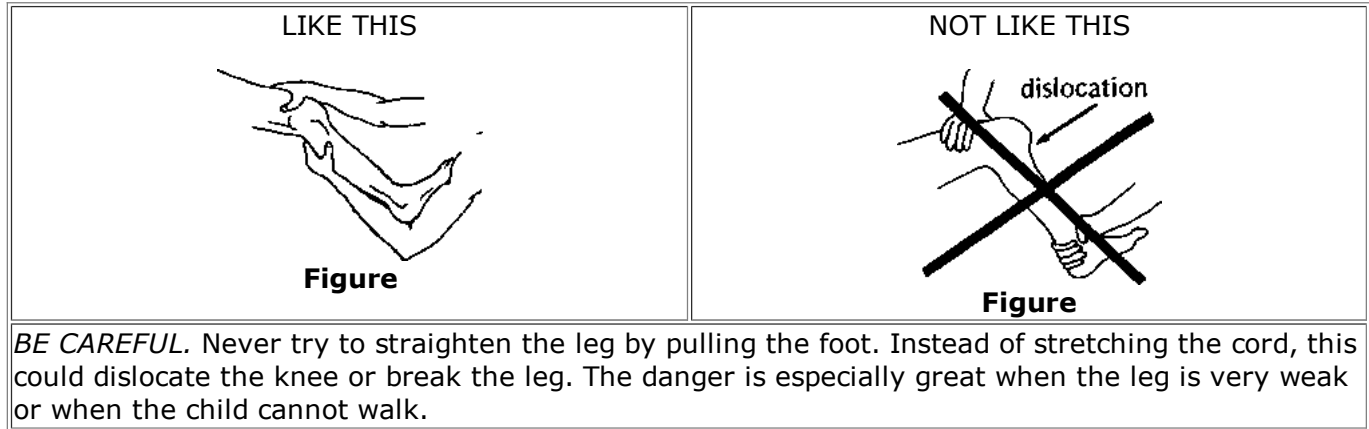 LIKE THIS
NOT LIKE THIS
dislocation
Figure
Figure
BE CAREFUL. Never try to straighten the leg by pulling the foot. Instead of stretching the cord, this
could dislocate the knee or break the leg. The danger is especially great when the leg is very weak
or when the child cannot walk.